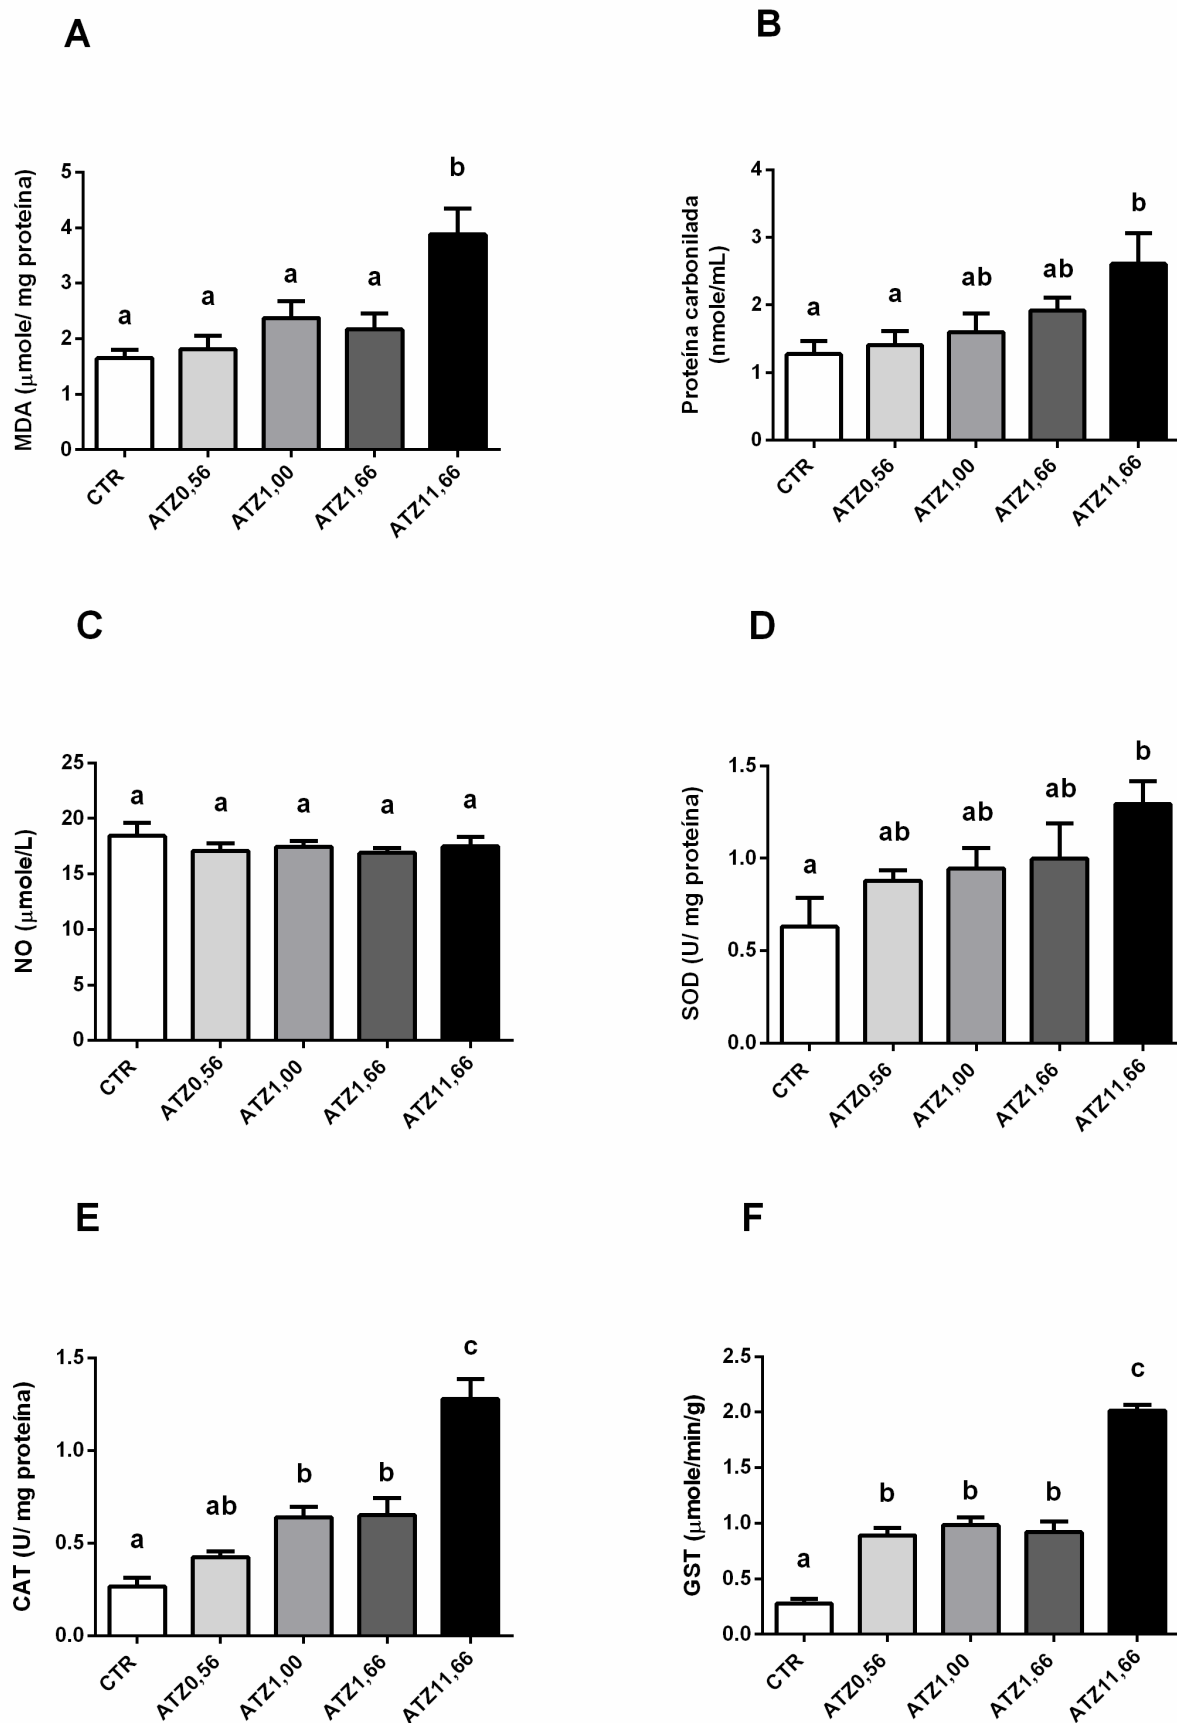 A
MDA (μmole/ mg proteína)
5
4
3
2
1
0
a
a
a
a
b
CTR
ATZ0,56
ATZ1,00
ATZ1,66
ATZ11,66
B
Proteína carbonilada
(nmole/mL)
4
3
2
1
0
a
a
ab
ab
b
CTR
ATZ0,56
ATZ1,00
ATZ1,66
ATZ11,66
C
NO (μmole/L)
25
20
15
10
5
0
a
a
a
a
a
CTR
ATZ0,56
ATZ1,00
ATZ1,66
ATZ11,66
D
SOD (U/ mg proteína)
1.5
1.0
0.5
0.0
a
ab
ab
ab
b
CTR
ATZ0,56
ATZ1,00
ATZ1,66
ATZ11,66
E
CAT (U/ mg proteína)
1.5
1.0
0.5
0.0
a
ab
b
b
c
CTR
ATZ0,56
ATZ1,00
ATZ1,66
ATZ11,66
F
GST (μmole/min/g)
2.5
2.0
1.5
1.0
0.5
0.0
a
b
b
b
c
CTR
ATZ0,56
ATZ1,00
ATZ1,66
ATZ11,66